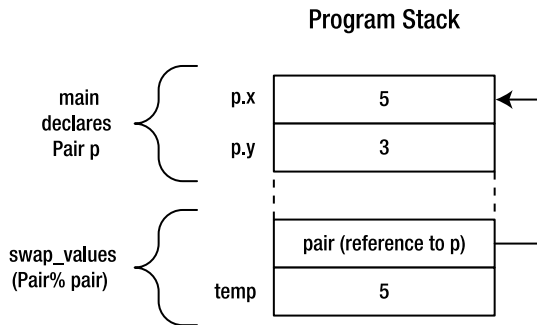 Program Stack
main
declares
Pair p
p.x
5
p.y
3
swap_values
(Pair% pair)
pair (reference to p)
temp
5